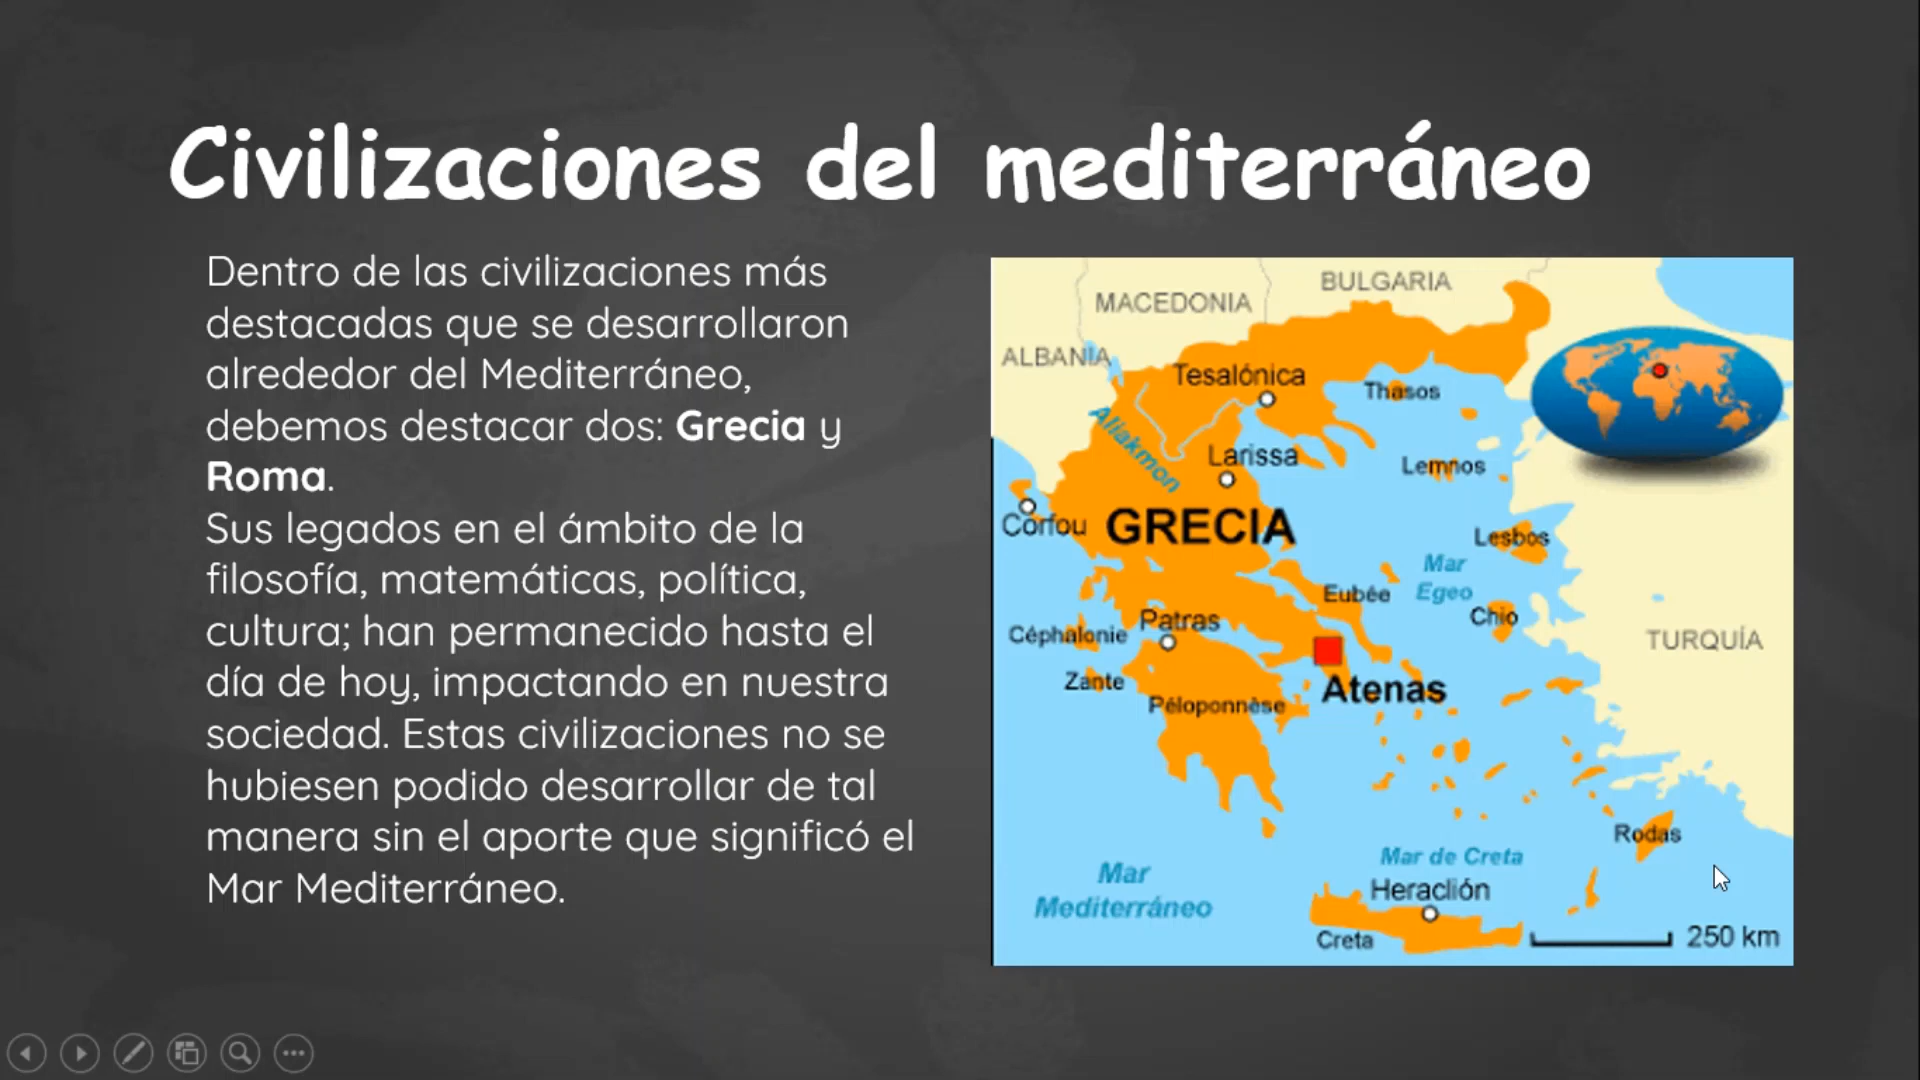 Civilizaciones del mediterráneo
Dentro de las civilizaciones más
destacadas que se desarrollaron
alrededor del Mediterráneo,
debemos destacar dos: Grecia y
Roma.
Sus legados en el ámbito de la
filosofía, matemáticas, política,
cultura; han permanecido hasta el
día de hoy, impactando en nuestra
sociedad. Estas civilizaciones no se
hubiesen podido desarrollar de tal
manera sin el aporte que significó el
Mar Mediterráneo.
BULGARIA
MACEDONIA
ALBANIA
Tesalónica
Thasos
Aliakmon
Larissa
Lemnos
Corfou
GRECIA
Lesbos
Mar
Egeo
Eubée
Chio
Patras
Céphalonie
TURQUÍA
Zante
Atenas
Péloponnèse
Rodas
Mar de Creta
Mar
Mediterráneo
Heraclión
Creta
250 km